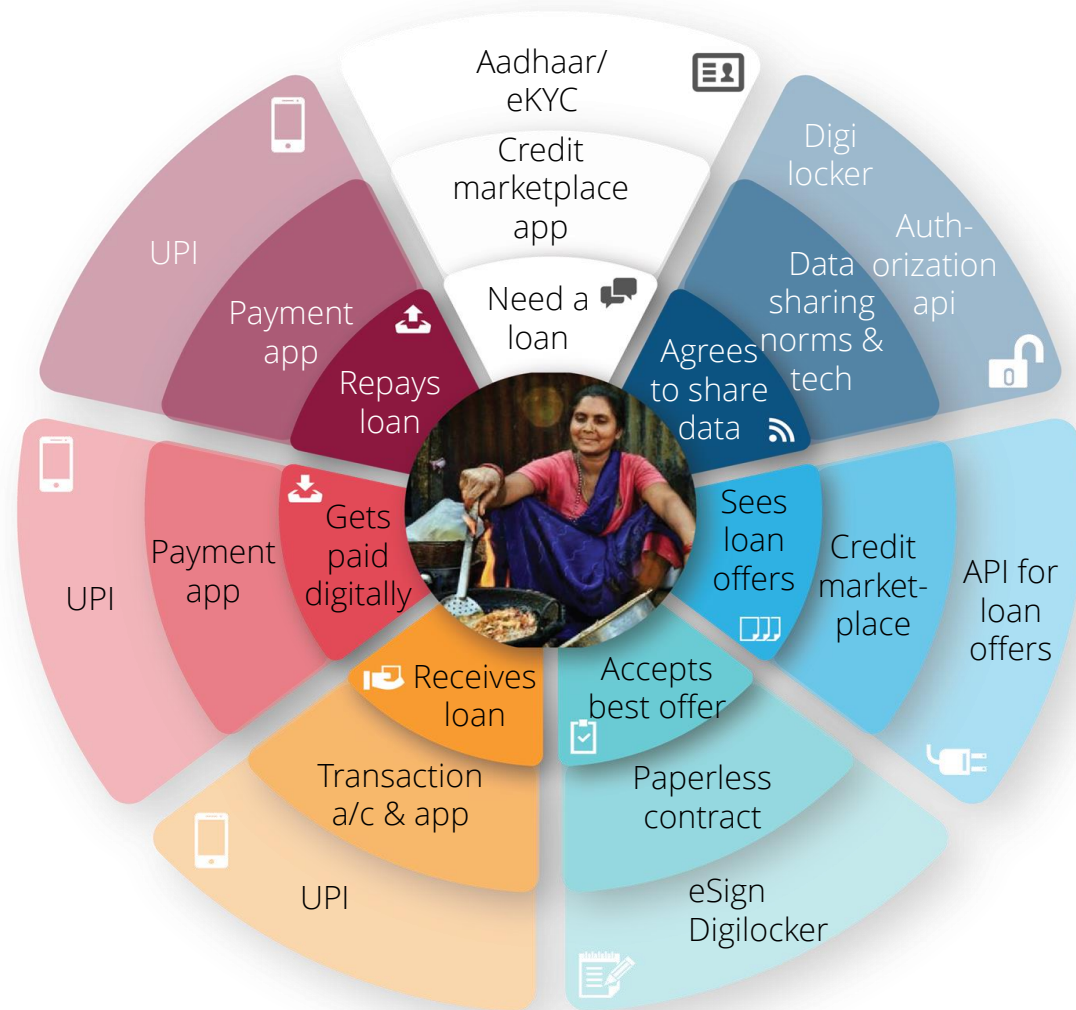 Aadhaar/
eKYC
Credit
marketplace
app
Need a
loan
Digi
locker
Auth-
orization
api
Data
sharing
norms &
tech
Agrees
to share
data
API for
loan
offers
Credit
market-
place
Sees
loan
offers
eSign
Digilocker
Paperless
contract
Accepts
best offer
UPI
Transaction
a/c & app
Receives
loan
UPI
Payment
app
Gets
paid
digitally
UPI
Payment
app
Repays
loan